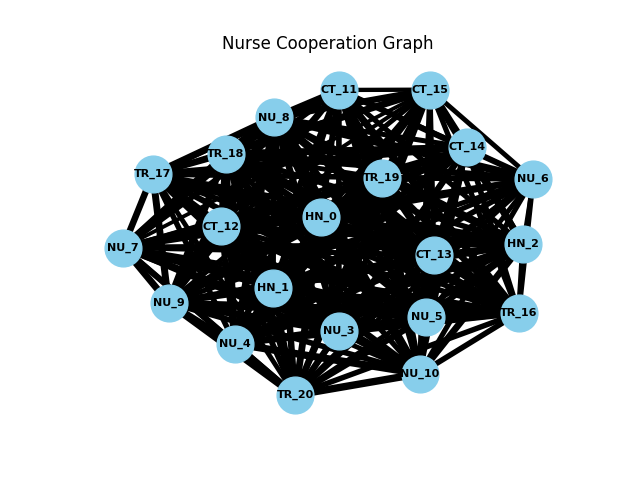 Nurse Cooperation Graph
CT_11
CT_15
NU_8
CT_14
TR_18
TR_17
TR_19
NU_6
HN_0
CT_12
HN_2
NU_7
CT_13
HN_1
NU_9
TR_16
NU_5
NU_3
NU_4
NU_10
TR_20